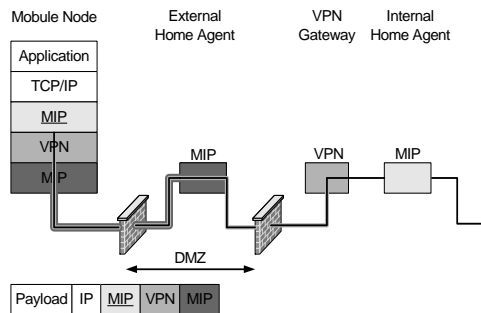 Mobule Node
External
Home Agent
VPN
Gateway
Internal
Home Agent
Application
TCP/IP
MIP
VPN
MIP
MIP
VPN
MIP
DMZ
Payload IP MIP VPN MIP